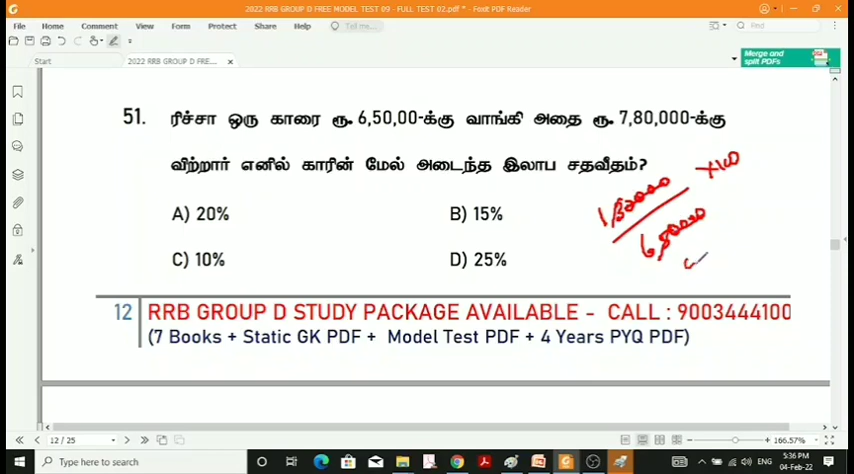 2022 RRB GROUP D FREE MODEL TEST 09 - FULL TEST 02.pdf * - Foxit PDF Reader
File Home Comment View Form Protect Share Help Tell me... Find
Start 2022 RRB GROUP D FRE... Merge and split PDFs
51. ரிச்சா ஒரு காரை ரூ. 6,50,00-க்கு வாங்கி அதை ரூ. 7,80,000-க்கு
விற்றார் எனில் காரின் மேல் அடைந்த இலாப சதவீதம்?
A) 20% B) 15%
C) 10% D) 25%
130000 ×100
650000
12 RRB GROUP D STUDY PACKAGE AVAILABLE - CALL : 9003444100
(7 Books + Static GK PDF + Model Test PDF + 4 Years PYQ PDF)
12 / 25 166.57%
Type here to search ENG 5:36 PM
04-Feb-22